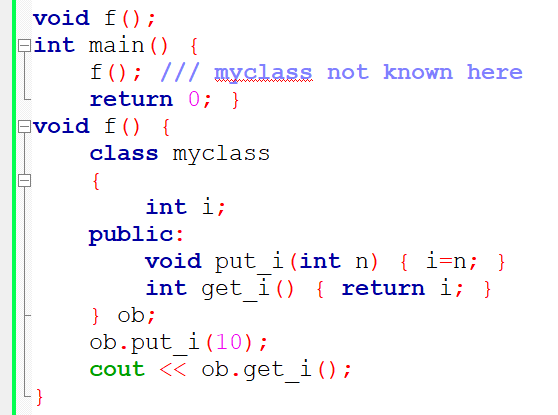 void f();
int main() {
    f(); /// myclass not known here
    return 0; }
void f() {
    class myclass
    {
        int i;
    public:
        void put_i(int n) { i=n; }
        int get_i() { return i; }
    } ob;
    ob.put_i(10);
    cout << ob.get_i();
}